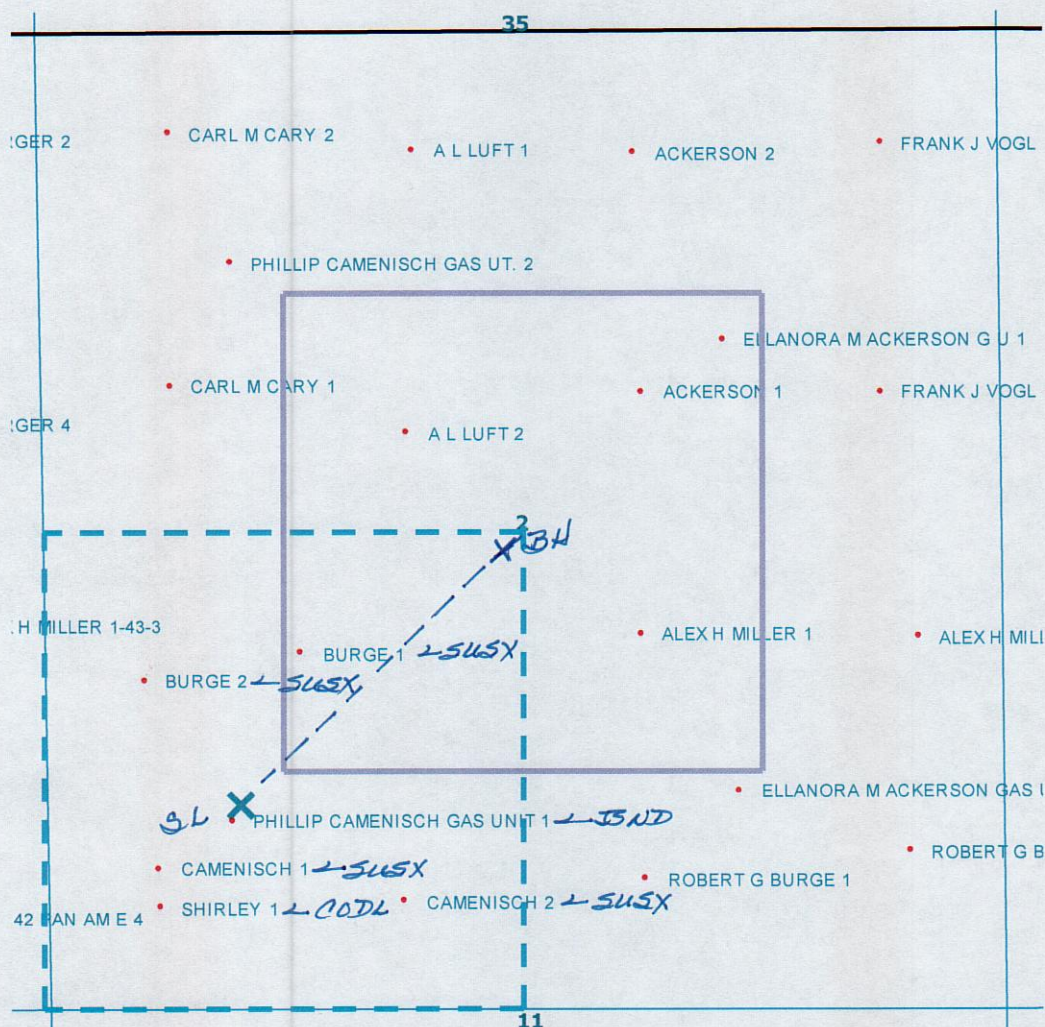 35
RGER 2
CARL M CARY 2
A L LUFT 1
ACKERSON 2
FRANK J VOGL
PHILLIP CAMENISCH GAS UT. 2
ELLANORA M ACKERSON G U 1
CARL M CARY 1
ACKERSON 1
FRANK J VOGL
RGER 4
A L LUFT 2
2
X BH
H MILLER 1-43-3
BURGE 1 SUSX
ALEX H MILLER 1
ALEX H MILL
BURGE 2 SUSX
ELLANORA M ACKERSON GAS U
SL X
PHILLIP CAMENISCH GAS UNIT 1 JSND
ROBERT G B
CAMENISCH 1 SUSX
ROBERT G BURGE 1
42 PAN AM E 4
SHIRLEY 1 CODL
CAMENISCH 2 SUSX
11